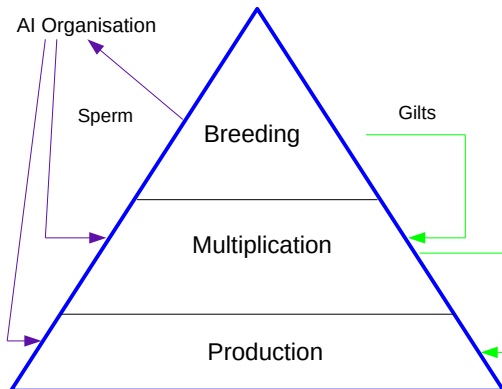 AI Organisation
Sperm
Gilts
Breeding
Multiplication
Production